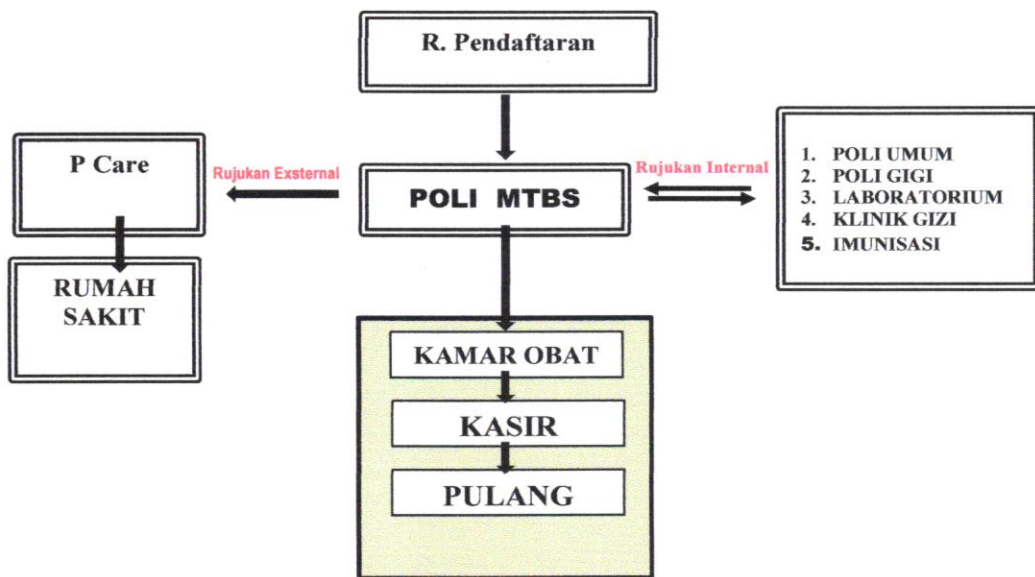 R. Pendaftaran
P Care
Rujukan Exsternal
POLI MTBS
Rujukan Internal
1. POLI UMUM
2. POLI GIGI
3. LABORATORIUM
4. KLINIK GIZI
5. IMUNISASI
RUMAH
SAKIT
KAMAR OBAT
KASIR
PULANG